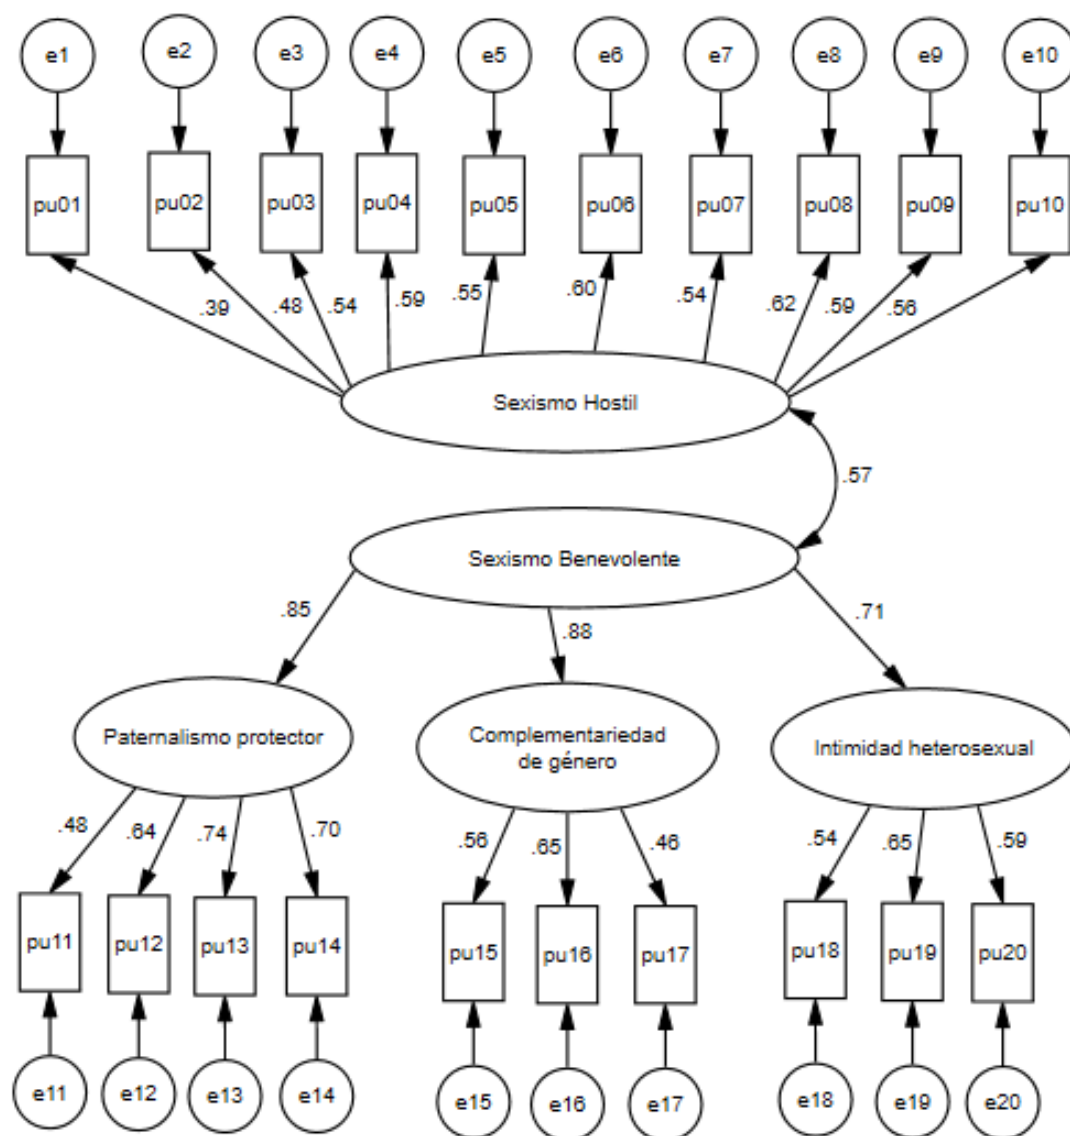 e1 e2 e3 e4 e5 e6 e7 e8 e9 e10
pu01 pu02 pu03 pu04 pu05 pu06 pu07 pu08 pu09 pu10
.39 .48 .54 .59 .55 .60 .54 .62 .59 .56
Sexismo Hostil
.57
Sexismo Benevolente
.85 .88 .71
Paternalismo protector
Complementariedad
de género
Intimidad heterosexual
.48 .64 .74 .70 .56 .65 .46 .54 .65 .59
pu11 pu12 pu13 pu14 pu15 pu16 pu17 pu18 pu19 pu20
e11 e12 e13 e14 e15 e16 e17 e18 e19 e20